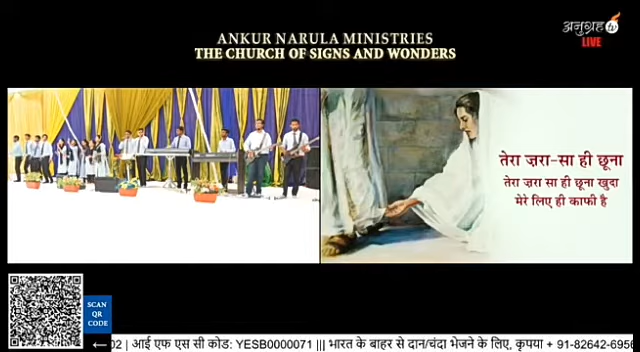 ANKUR NARULA MINISTRIES
THE CHURCH OF SIGNS AND WONDERS
अनुग्रह tv
LIVE
तेरा ज़रा-सा ही छूना
तेरा ज़रा सा ही छूना खुदा
मेरे लिए ही काफी है
SCAN
QR
CODE
02 | आई एफ एस सी कोड: YESB0000071 ||| भारत के बाहर से दान/चंदा भेजने के लिए, कृपया + 91-82642-6956